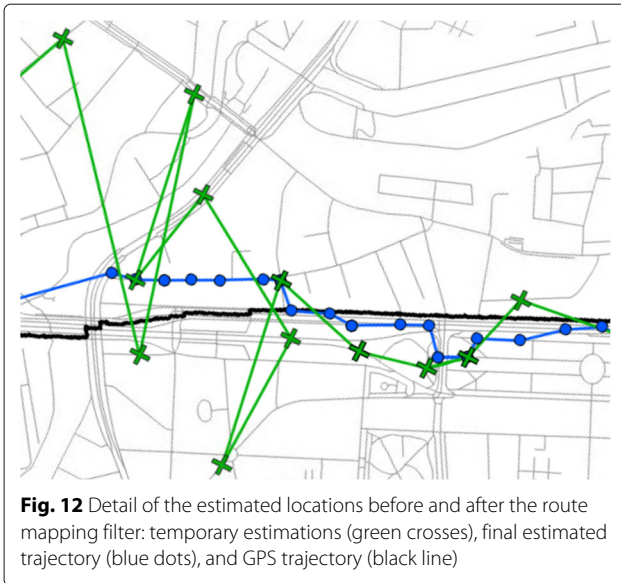 Fig. 12 Detail of the estimated locations before and after the route
mapping filter: temporary estimations (green crosses), final estimated
trajectory (blue dots), and GPS trajectory (black line)